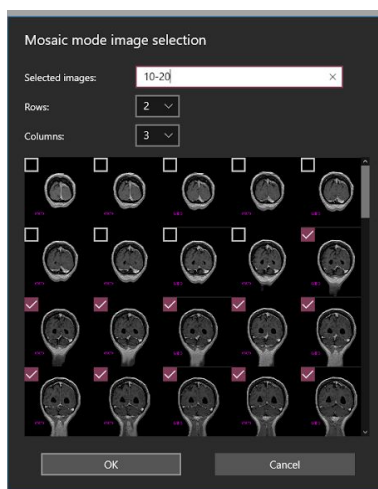 Mosaic mode image selection
Selected images: 10-20
Rows: 2
Columns: 3
OK Cancel